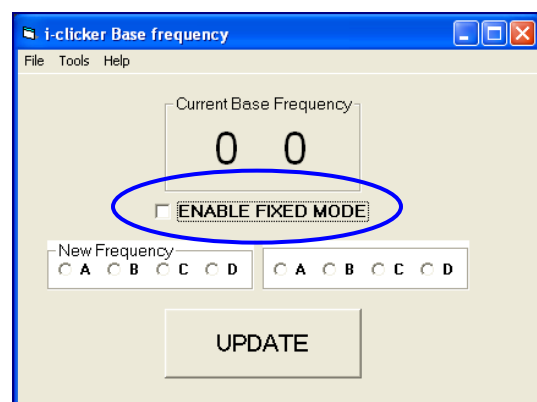 i-clicker Base frequency
File Tools Help
Current Base Frequency
0 0
ENABLE FIXED MODE
New Frequency
A B C D A B C D
UPDATE